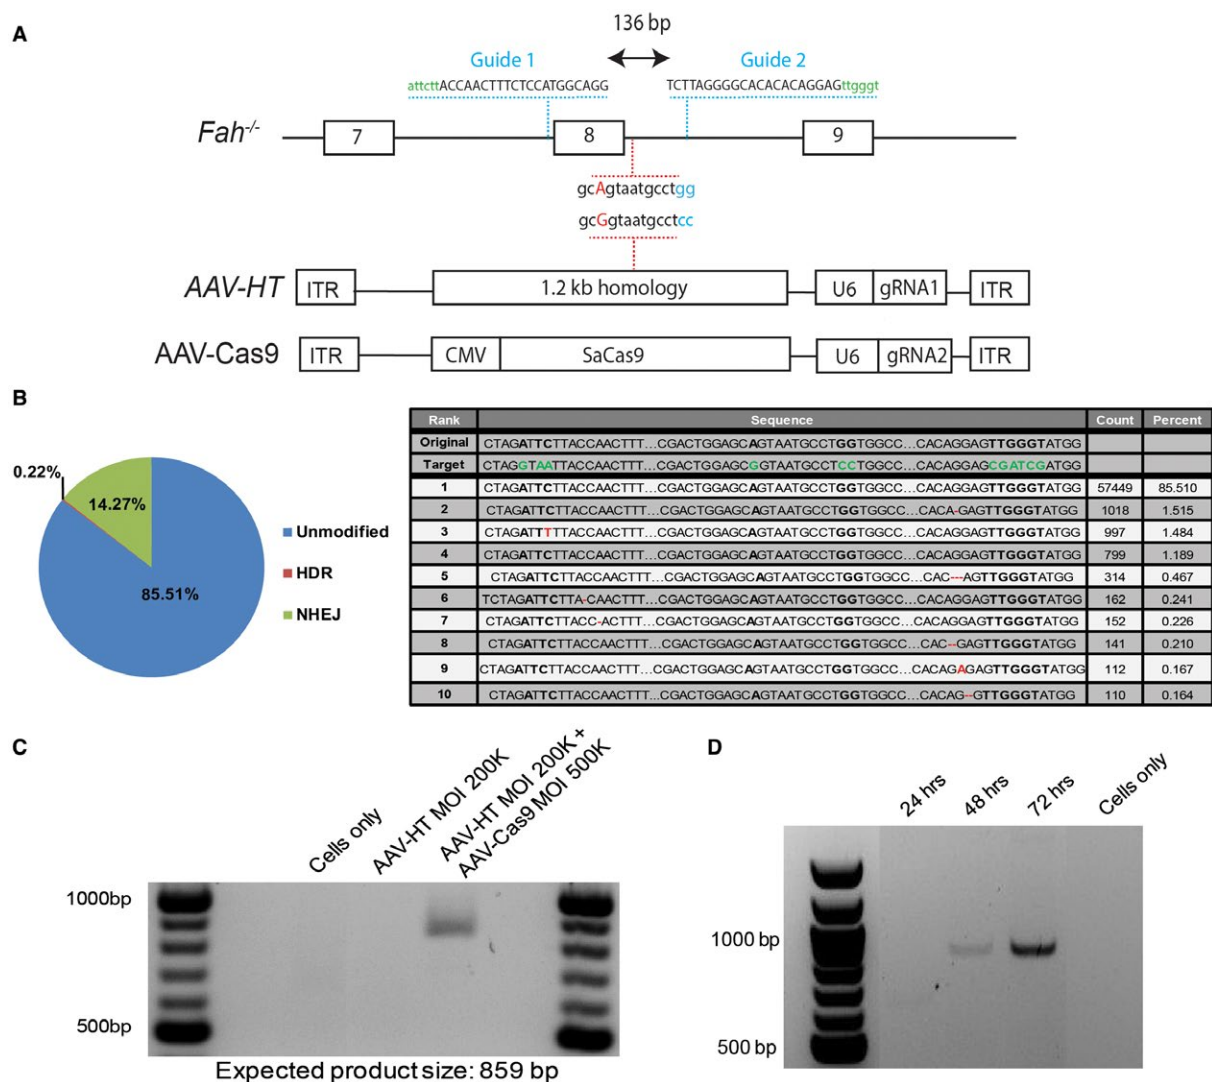 A
136 bp
Guide 1
Guide 2
attcttACCAACTTTCTCCATGGCAGG
TCTTAGGGGCACACACAGGAGttgggt
Fah-/-
7
8
9
gcAgtaatgcctgg
gcGgtaatgcctcc
AAV-HT
ITR
1.2 kb homology
U6
gRNA1
ITR
AAV-Cas9
ITR
CMV
SaCas9
U6
gRNA2
ITR
B
0.22%
14.27%
85.51%
Unmodified
HDR
NHEJ
Rank Sequence Count Percent
Original CTAGATTCTTACCAACTTT...CGACTGGAGCAGTAATGCCTGGTGGCC...CACAGGAGTTGGGTATGG
Target CTAGGTAATTACCAACTTT...CGACTGGAGCGGTAATGCCTCCTGGCC...CACAGGAGCGATCGATGG
1 CTAGATTCTTACCAACTTT...CGACTGGAGCAGTAATGCCTGGTGGCC...CACAGGAGTTGGGTATGG 57449 85.510
2 CTAGATTCTTACCAACTTT...CGACTGGAGCAGTAATGCCTGGTGGCC...CACA-GAGTTGGGTATGG 1018 1.515
3 CTAGATTTTTACCAACTTT...CGACTGGAGCAGTAATGCCTGGTGGCC...CACAGGAGTTGGGTATGG 997 1.484
4 CTAGATTCTTACCAACTTT...CGACTGGAGCAGTAATGCCTGGTGGCC...CACAGGAGTTGGGTATGG 799 1.189
5 CTAGATTCTTACCAACTTT...CGACTGGAGCAGTAATGCCTGGTGGCC...CAC---AGTTGGGTATGG 314 0.467
6 TCTAGATTCTTA-CAACTTT...CGACTGGAGCAGTAATGCCTGGTGGCC...CACAGGAGTTGGGTATGG 162 0.241
7 CTAGATTCTTACC-ACTTT...CGACTGGAGCAGTAATGCCTGGTGGCC...CACAGGAGTTGGGTATGG 152 0.226
8 CTAGATTCTTACCAACTTT...CGACTGGAGCAGTAATGCCTGGTGGCC...CAC--GAGTTGGGTATGG 141 0.210
9 CTAGATTCTTACCAACTTT...CGACTGGAGCAGTAATGCCTGGTGGCC...CACAGAGAGTTGGGTATGG 112 0.167
10 CTAGATTCTTACCAACTTT...CGACTGGAGCAGTAATGCCTGGTGGCC...CACAG--GTTGGGTATGG 110 0.164
C
Cells only
AAV-HT MOI 200K
AAV-HT MOI 200K +
AAV-Cas9 MOI 500K
1000bp
500bp
Expected product size: 859 bp
D
24 hrs
48 hrs
72 hrs
Cells only
1000 bp
500 bp